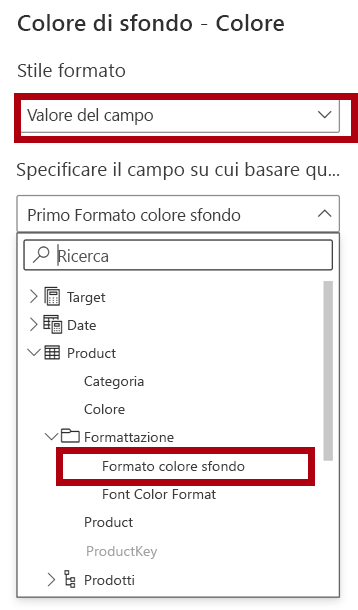 Colore di sfondo - Colore
Stile formato
Valore del campo
Specificare il campo su cui basare qu...
Primo Formato colore sfondo
Ricerca
Target
Date
Product
Categoria
Colore
Formattazione
Formato colore sfondo
Font Color Format
Product
ProductKey
Prodotti